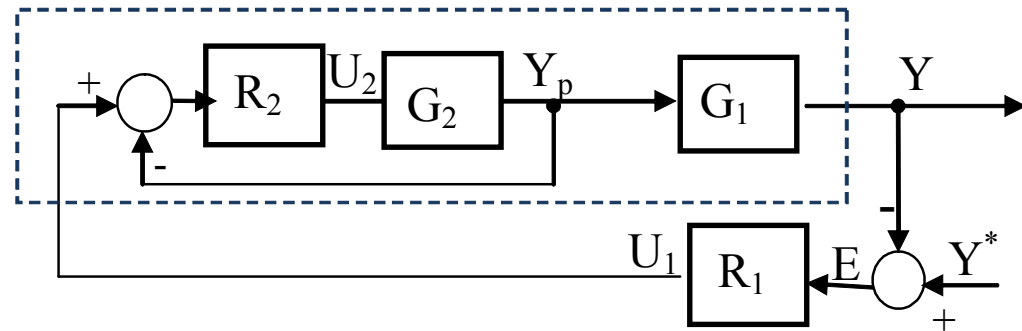 +
R₂
U₂
G₂
Yₚ
G₁
Y
-
-
U₁
R₁
E
Y*
+